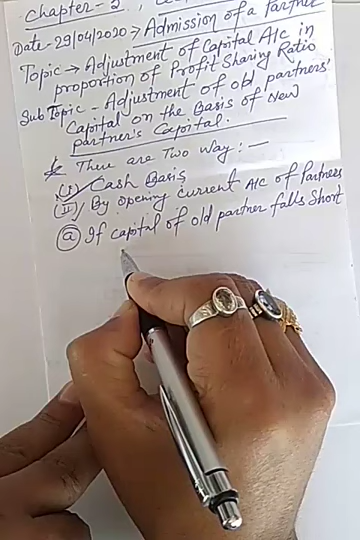 Chapter-2,
Date-29/04/2020 → Admission of a Partner
Topic → Adjustment of Capital A/c in
proportion of Profit Sharing Ratio
Sub Topic - Adjustment of old partners'
Capital on the Basis of New
partner's Capital.
* There are Two Way: —
(I) Cash Basis
(II) By opening current A/c of Partners
(a) If capital of old partner falls Short